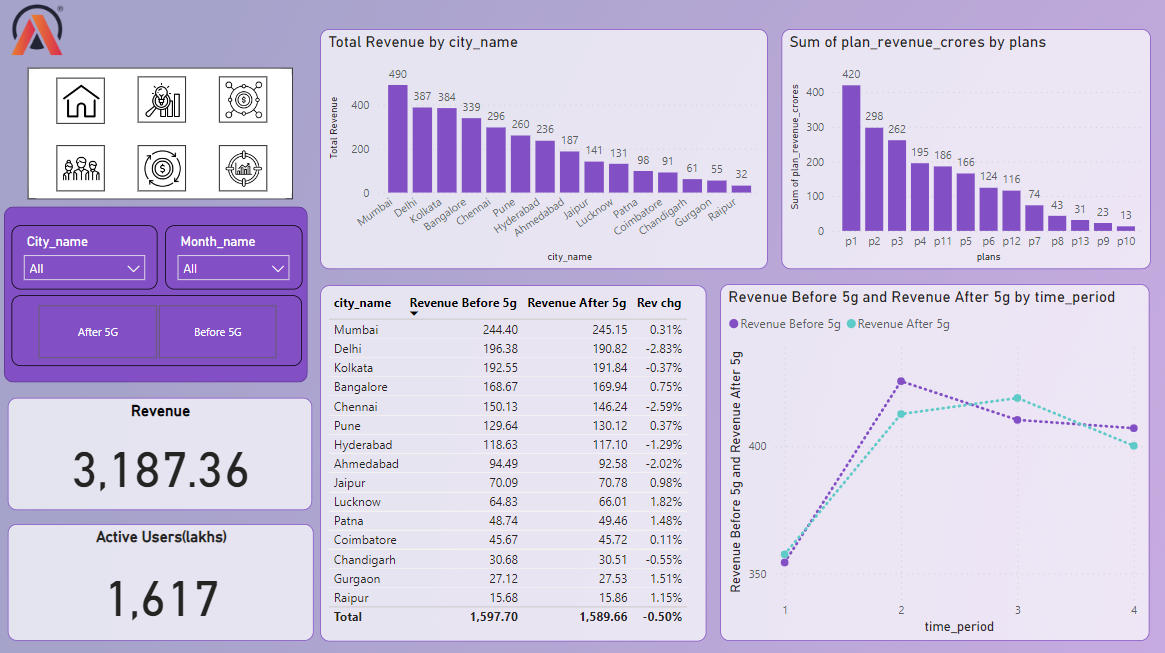 City_name
Month_name
All
All
After 5G
Before 5G
Revenue
3,187.36
Active Users(lakhs)
1,617
Total Revenue by city_name
Total Revenue
400
200
0
490
387
384
339
296
260
236
187
141
131
98
91
61
55
32
Mumbai
Delhi
Kolkata
Bangalore
Chennai
Pune
Hyderabad
Ahmedabad
Jaipur
Lucknow
Patna
Coimbatore
Chandigarh
Gurgaon
Raipur
city_name
Sum of plan_revenue_crores by plans
Sum of plan_revenue_crores
400
300
200
100
0
420
298
262
195
186
166
124
116
74
43
31
23
13
p1 p2 p3 p4 p11 p5 p6 p12 p7 p8 p13 p9 p10
plans
city_name Revenue Before 5g Revenue After 5g Rev chg
Mumbai 244.40 245.15 0.31%
Delhi 196.38 190.82 -2.83%
Kolkata 192.55 191.84 -0.37%
Bangalore 168.67 169.94 0.75%
Chennai 150.13 146.24 -2.59%
Pune 129.64 130.12 0.37%
Hyderabad 118.63 117.10 -1.29%
Ahmedabad 94.49 92.58 -2.02%
Jaipur 70.09 70.78 0.98%
Lucknow 64.83 66.01 1.82%
Patna 48.74 49.46 1.48%
Coimbatore 45.67 45.72 0.11%
Chandigarh 30.68 30.51 -0.55%
Gurgaon 27.12 27.53 1.51%
Raipur 15.68 15.86 1.15%
Total 1,597.70 1,589.66 -0.50%
Revenue Before 5g and Revenue After 5g by time_period
Revenue Before 5g Revenue After 5g
Revenue Before 5g and Revenue After 5g
400
350
1 2 3 4
time_period